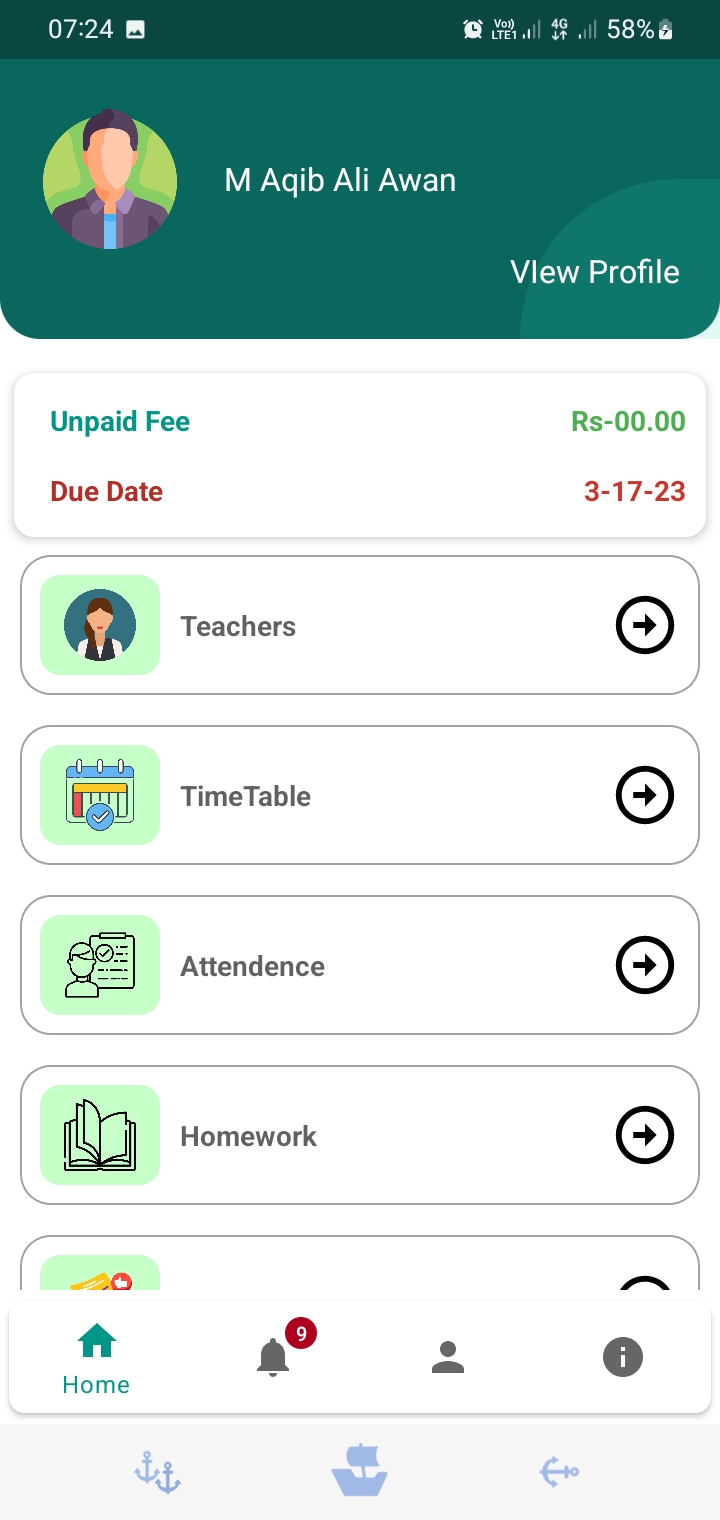 07:24 Vo)) LTE1 4G 58%
M Aqib Ali Awan
VIew Profile
Unpaid Fee Rs-00.00
Due Date 3-17-23
Teachers
TimeTable
Attendence
Homework
9
Home